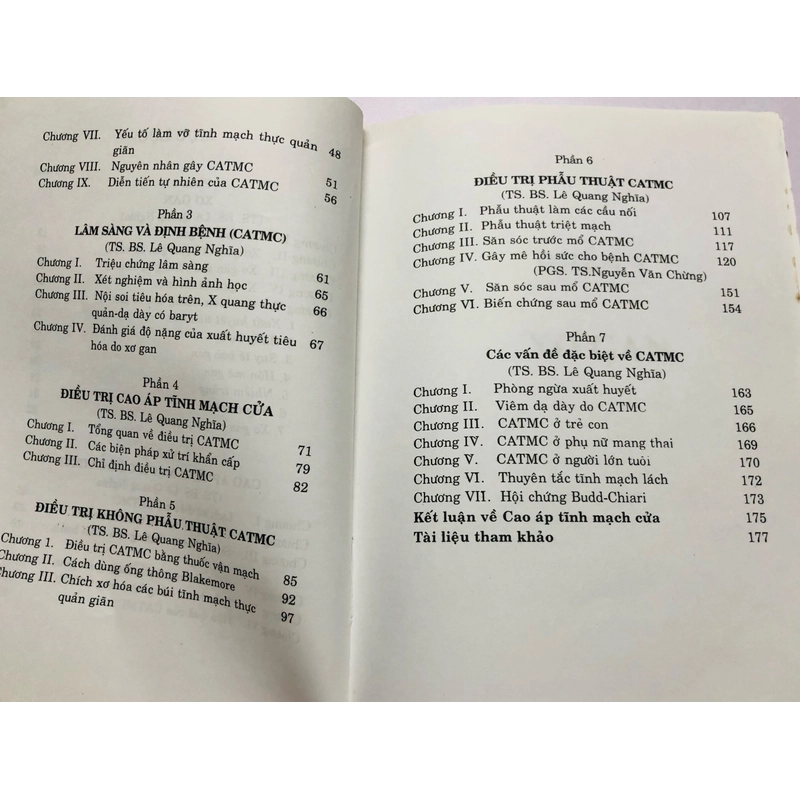 Chương VII. Yếu tố làm vỡ tĩnh mạch thực quản
giãn 48
Chương VIII. Nguyên nhân gây CATMC 51
Chương IX. Diễn tiến tự nhiên của CATMC 56
Phần 3
LÂM SÀNG VÀ ĐỊNH BỆNH (CATMC)
(TS. BS. Lê Quang Nghĩa)
Chương I. Triệu chứng lâm sàng 61
Chương II. Xét nghiệm và hình ảnh học 65
Chương III. Nội soi tiêu hóa trên, X quang thực 66
quản-dạ dày có baryt
Chương IV. Đánh giá độ nặng của xuất huyết tiêu 67
hóa do xơ gan
Phần 4
ĐIỀU TRỊ CAO ÁP TĨNH MẠCH CỬA
(TS. BS. Lê Quang Nghĩa)
Chương I. Tổng quan về điều trị CATMC 71
Chương II. Các biện pháp xử trí khẩn cấp 79
Chương III. Chỉ định điều trị CATMC 82
Phần 5
ĐIỀU TRỊ KHÔNG PHẪU THUẬT CATMC
(TS. BS. Lê Quang Nghĩa)
Chương 1. Điều trị CATMC bằng thuốc vận mạch 85
Chương II. Cách dùng ống thông Blakemore 92
Chương III. Chích xơ hóa các búi tĩnh mạch thực 97
quản giãn
Phần 6
ĐIỀU TRỊ PHẪU THUẬT CATMC
(TS. BS. Lê Quang Nghĩa)
Chương I. Phẫu thuật làm các cầu nối 107
Chương II. Phẫu thuật triệt mạch 111
Chương III. Săn sóc trước mổ CATMC 117
Chương IV. Gây mê hồi sức cho bệnh CATMC 120
(PGS. TS.Nguyễn Văn Chừng)
Chương V. Săn sóc sau mổ CATMC 151
Chương VI. Biến chứng sau mổ CATMC 154
Phần 7
Các vấn đề đặc biệt về CATMC
(TS. BS. Lê Quang Nghĩa)
Chương I. Phòng ngừa xuất huyết 163
Chương II. Viêm dạ dày do CATMC 165
Chương III. CATMC ở trẻ con 166
Chương IV. CATMC ở phụ nữ mang thai 169
Chương V. CATMC ở người lớn tuổi 170
Chương VI. Thuyên tắc tĩnh mạch lách 172
Chương VII. Hội chứng Budd-Chiari 173
Kết luận về Cao áp tĩnh mạch cửa 175
Tài liệu tham khảo 177